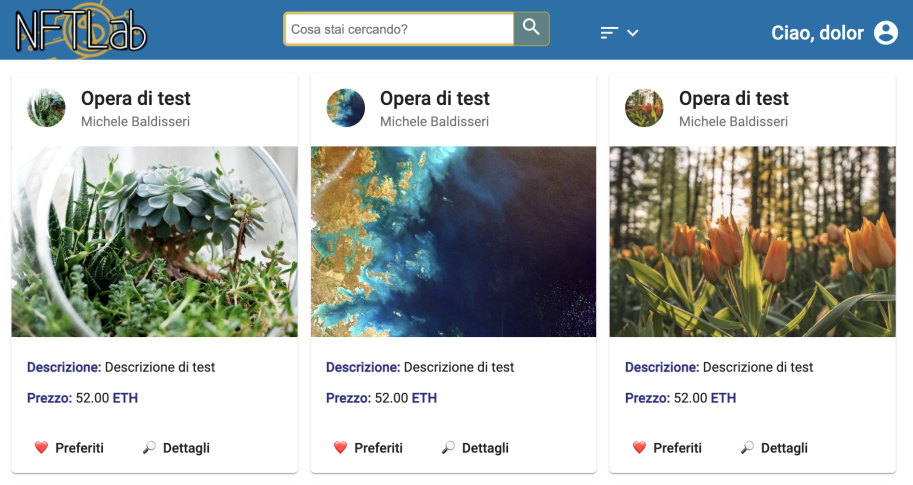 NFTLab
Cosa stai cercando?
Ciao, dolor
Opera di test
Michele Baldisseri
Descrizione: Descrizione di test
Prezzo: 52.00 ETH
Preferiti
Dettagli
Opera di test
Michele Baldisseri
Descrizione: Descrizione di test
Prezzo: 52.00 ETH
Preferiti
Dettagli
Opera di test
Michele Baldisseri
Descrizione: Descrizione di test
Prezzo: 52.00 ETH
Preferiti
Dettagli